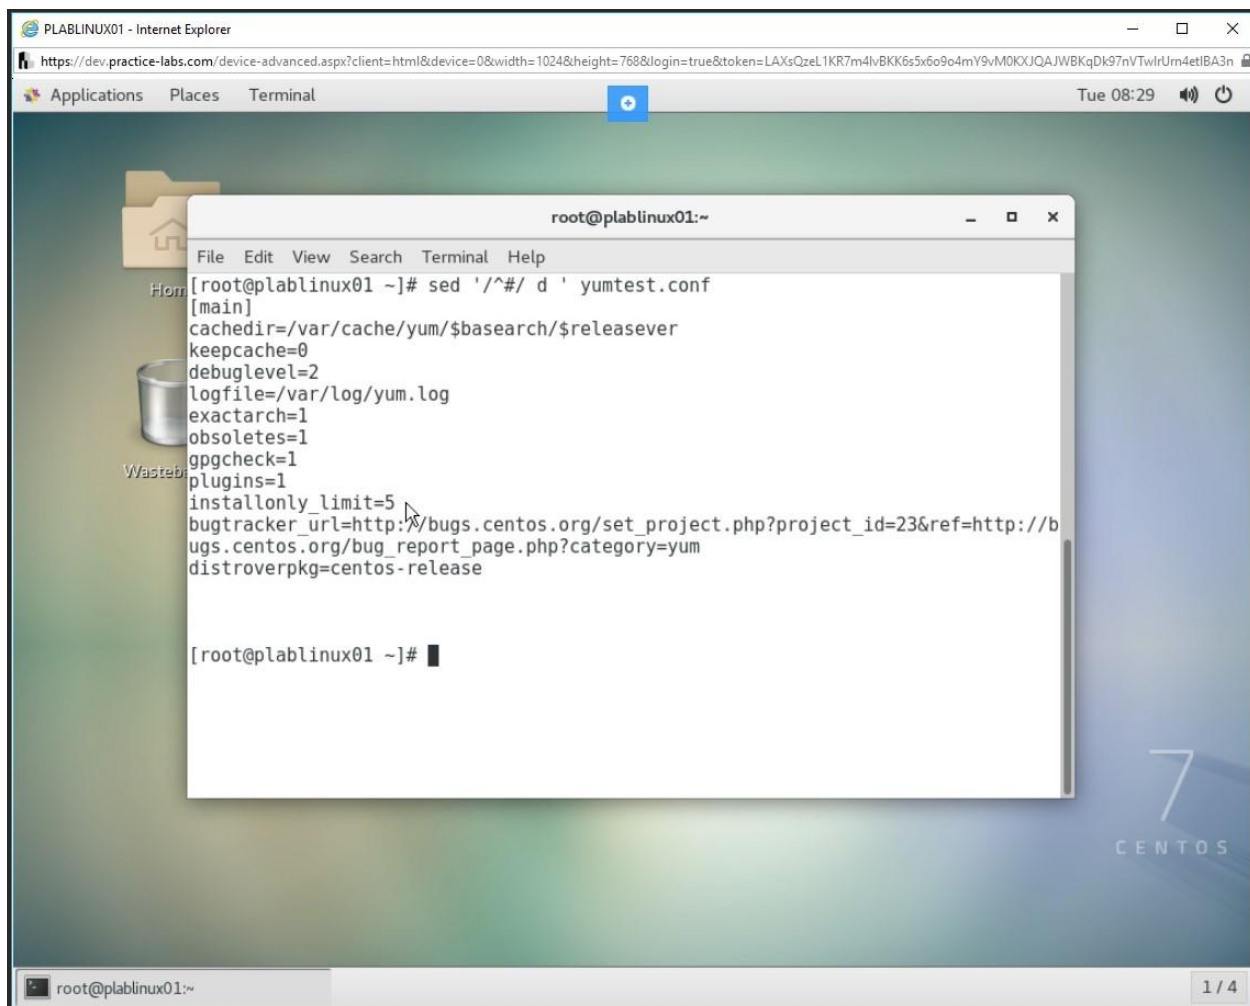 PLABLINUX01 - Internet Explorer
https://dev.practice-labs.com/device-advanced.aspx?client=html&device=0&width=1024&height=768&login=true&token=
Applications Places Terminal Tue 08:29
root@plablinux01:~
File Edit View Search Terminal Help
[root@plablinux01 ~]# sed '/^#/ d ' yumtest.conf
[main]
cachedir=/var/cache/yum/$basearch/$releasever
keepcache=0
debuglevel=2
logfile=/var/log/yum.log
exactarch=1
obsoletes=1
gpgcheck=1
plugins=1
installonly_limit=5
bugtracker_url=http://bugs.centos.org/set_project.php?project_id=23&ref=http://b
ugs.centos.org/bug_report_page.php?category=yum
distroverpkg=centos-release
[root@plablinux01 ~]#
Hom
Wasteb
7
CENTOS
root@plablinux01:~
1 / 4